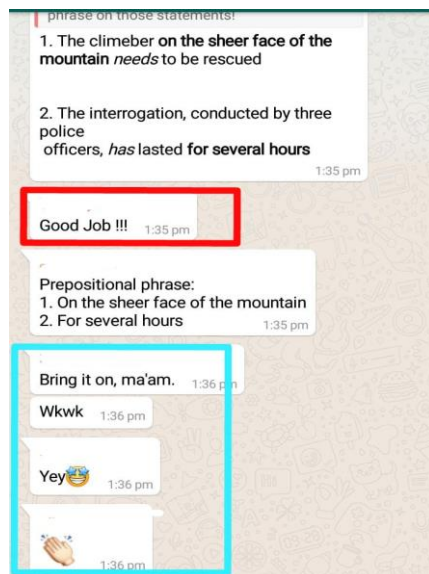 phrase on those statements!
1. The climeber on the sheer face of the
mountain needs to be rescued
2. The interrogation, conducted by three
police
officers, has lasted for several hours
1:35 pm
Good Job !!! 1:35 pm
Prepositional phrase:
1. On the sheer face of the mountain
2. For several hours 1:35 pm
Bring it on, ma'am. 1:36 pm
Wkwk 1:36 pm
Yey🤩 1:36 pm
👏🏻
1:36 pm